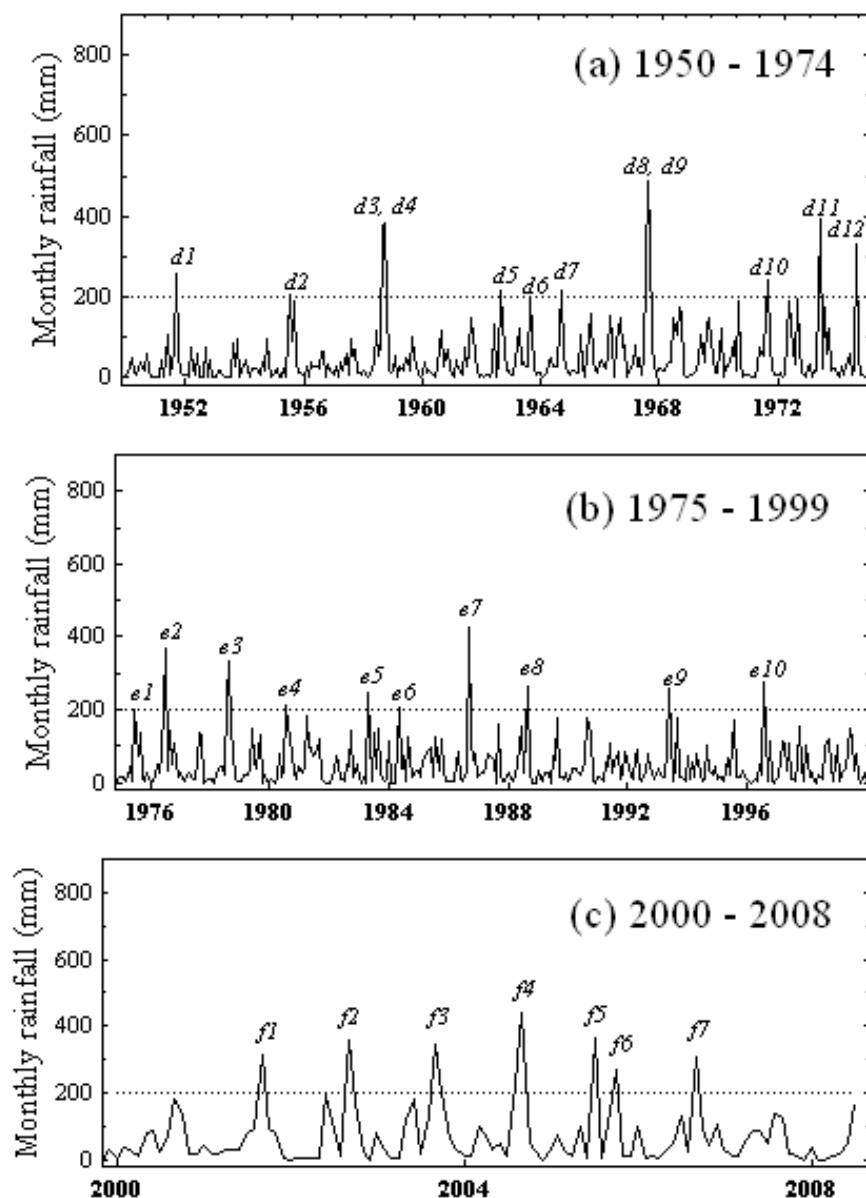 (a) 1950 - 1974
Monthly rainfall (mm)
800
600
400
200
0
d1
d2
d3, d4
d5
d6
d7
d8, d9
d10
d11
d12
1952
1956
1960
1964
1968
1972
(b) 1975 - 1999
Monthly rainfall (mm)
800
600
400
200
0
e1
e2
e3
e4
e5
e6
e7
e8
e9
e10
1976
1980
1984
1988
1992
1996
(c) 2000 - 2008
Monthly rainfall (mm)
800
600
400
200
0
f1
f2
f3
f4
f5
f6
f7
2000
2004
2008